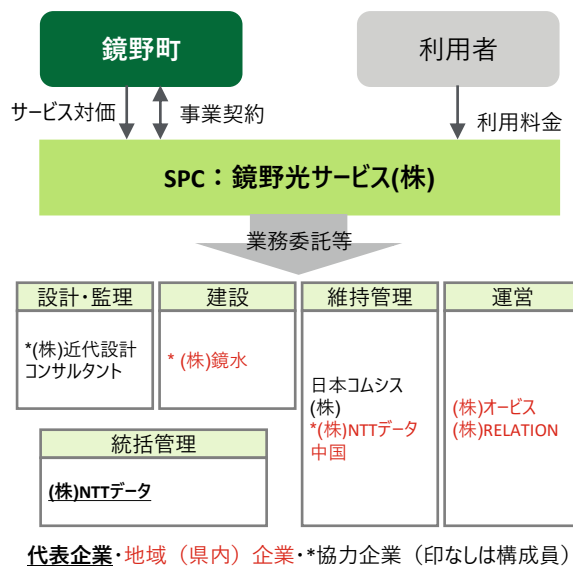 鏡野町
利用者
サービス対価
事業契約
利用料金
SPC：鏡野光サービス(株)
業務委託等
設計・監理
*(株)近代設計
コンサルタント
建設
*(株)鏡水
維持管理
日本コムシス
(株)
*(株)NTTデータ
中国
運営
(株)オービス
(株)RELATION
統括管理
(株)NTTデータ
代表企業・地域（県内）企業・*協力企業（印なしは構成員）